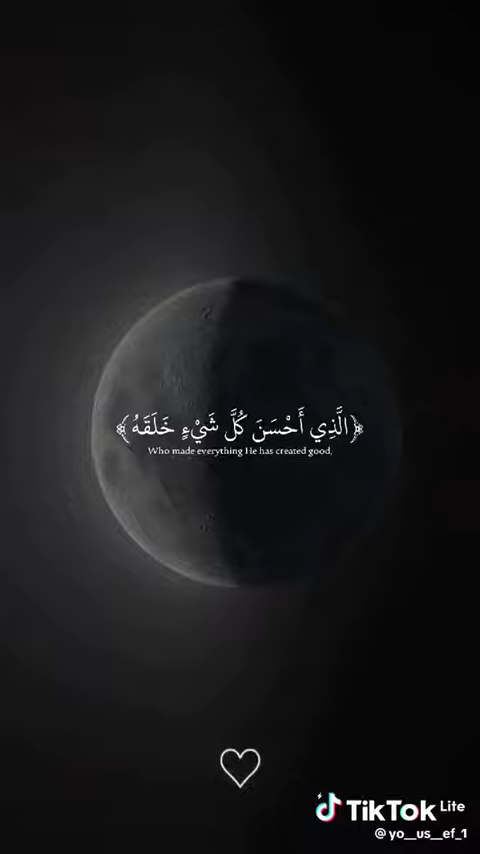 ﴿الَّذِي أَحْسَنَ كُلَّ شَيْءٍ خَلَقَهُ﴾
Who made everything He has created good,
TikTok Lite
@yo__us__ef_1